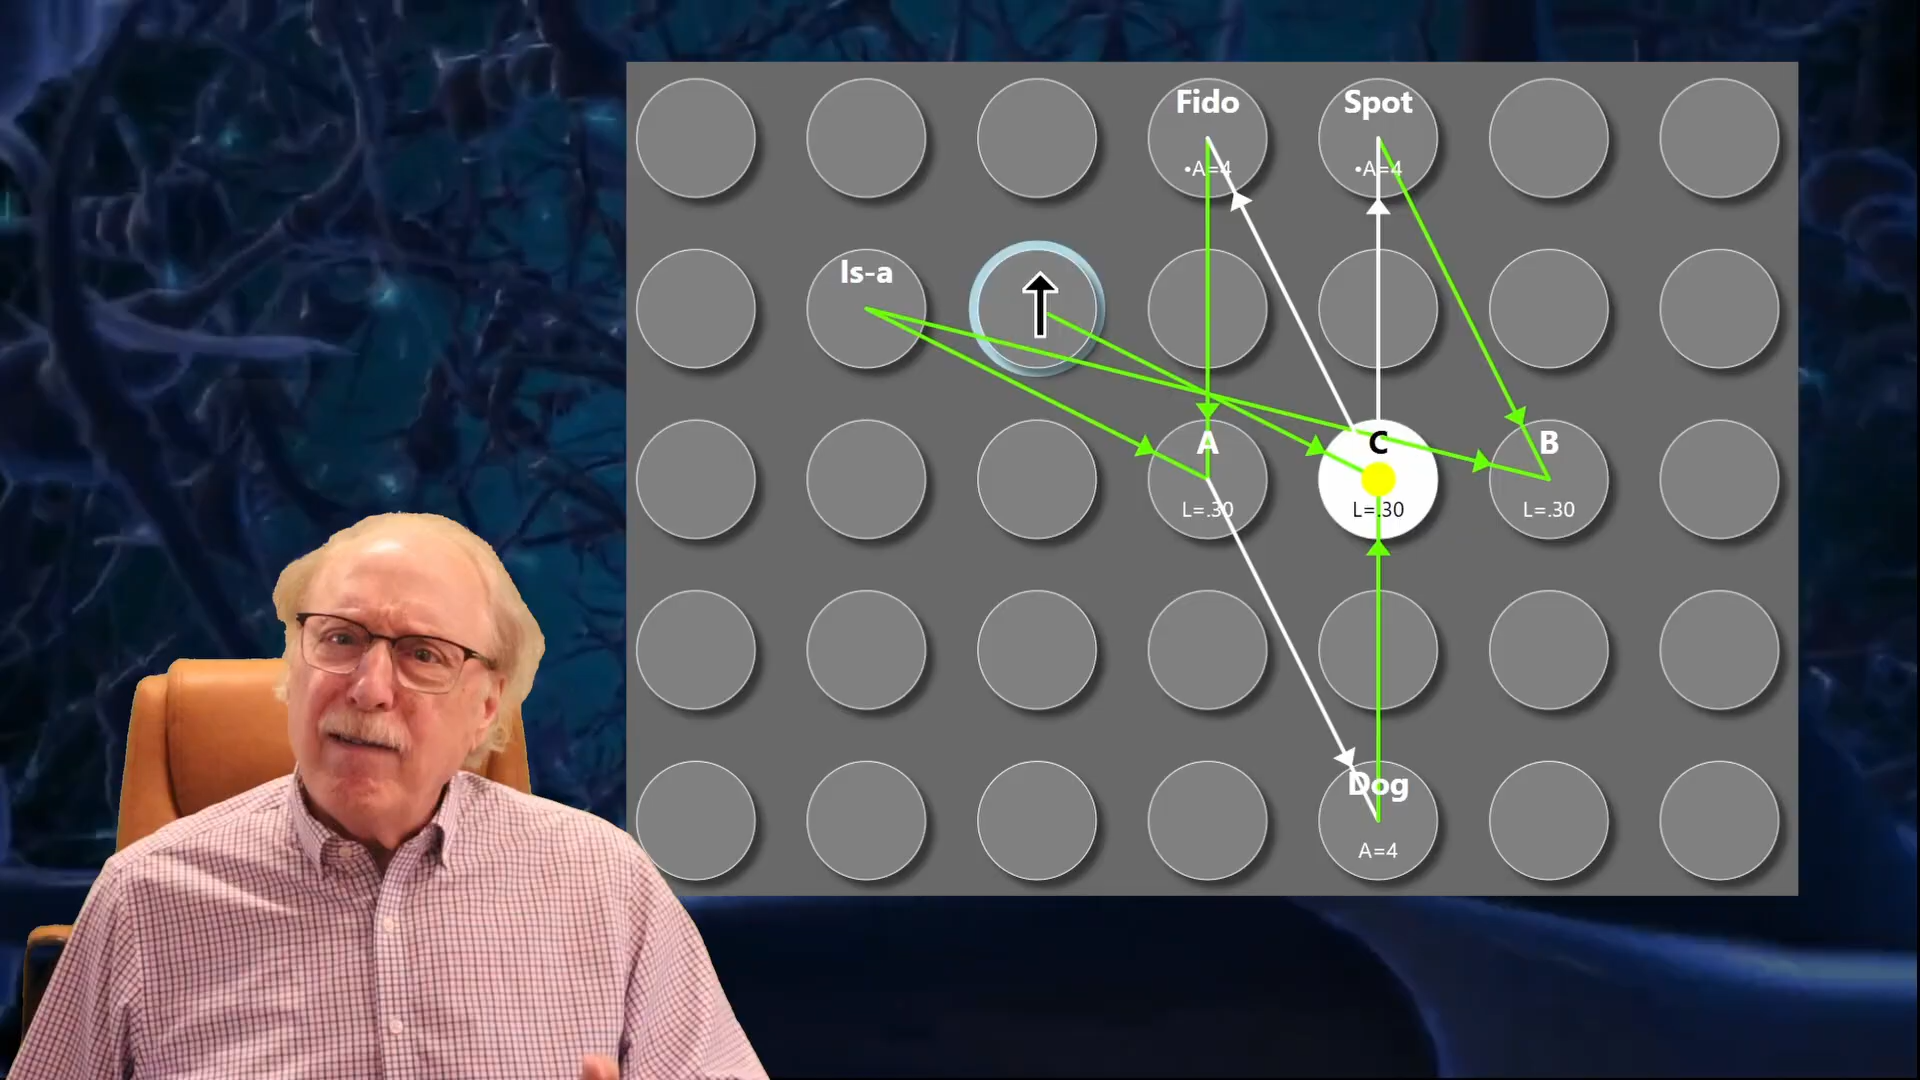 Fido
Spot
•A=4
•A=4
Is-a
A
C
B
L=.30
L=.30
L=.30
Dog
A=4